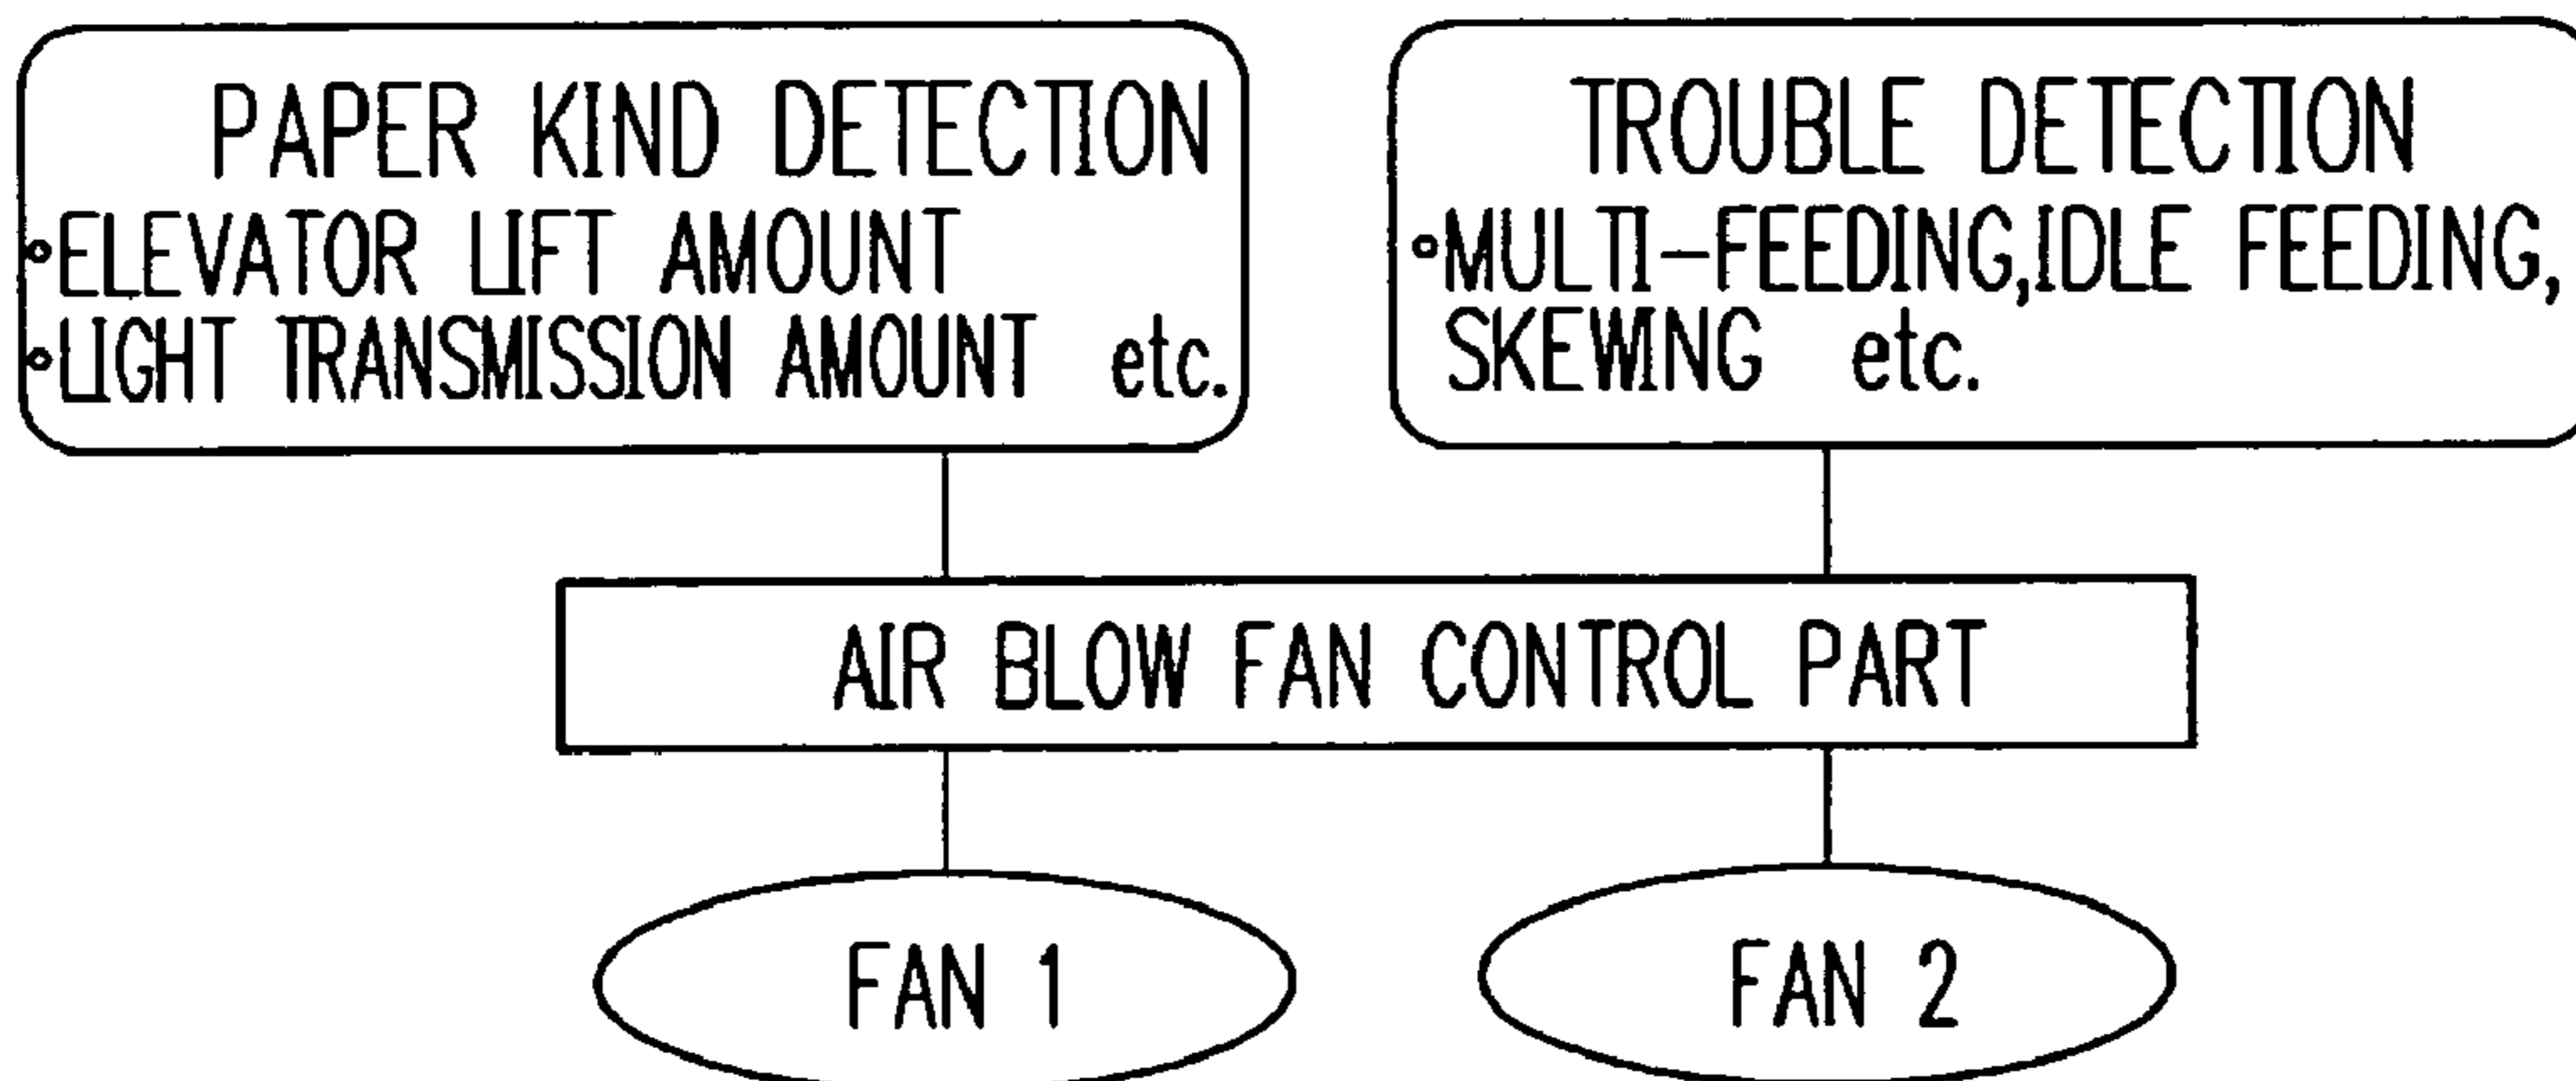 PAPER KIND DETECTION
∘ELEVATOR LIFT AMOUNT
∘LIGHT TRANSMISSION AMOUNT etc.
TROUBLE DETECTION
∘MULTI-FEEDING,IDLE FEEDING,
SKEWING etc.
AIR BLOW FAN CONTROL PART
FAN 1
FAN 2